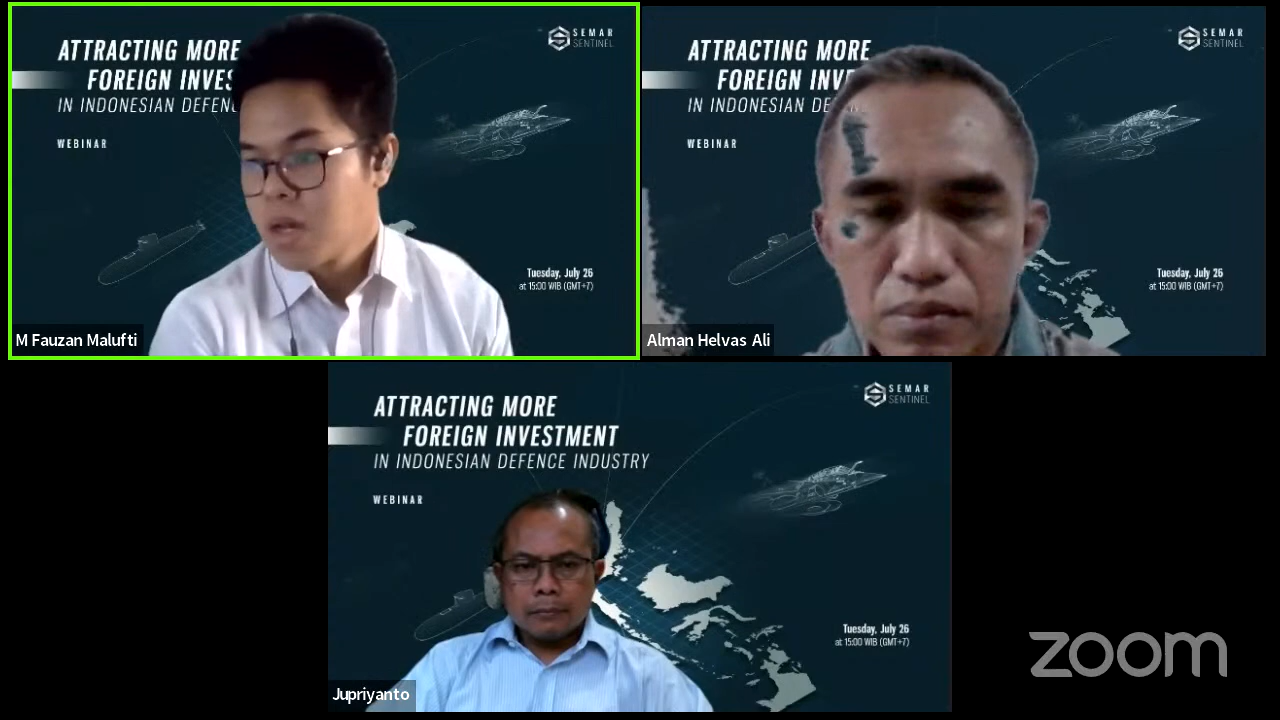 ATTRACTING MORE
FOREIGN INVES
IN INDONESIAN DEFENC
WEBINAR
SEMAR
SENTINEL
Tuesday, July 26
at 15:00 WIB (GMT+7)
M Fauzan Malufti
ATTRACTING MORE
FOREIGN INVE
IN INDONESIAN DE
WEBINAR
SEMAR
SENTINEL
Tuesday, July 26
at 15:00 WIB (GMT+7)
Alman Helvas Ali
ATTRACTING MORE
FOREIGN INVESTMENT
IN INDONESIAN DEFENCE INDUSTRY
WEBINAR
SEMAR
SENTINEL
Tuesday, July 26
at 15:00 WIB (GMT+7)
Jupriyanto
zoom